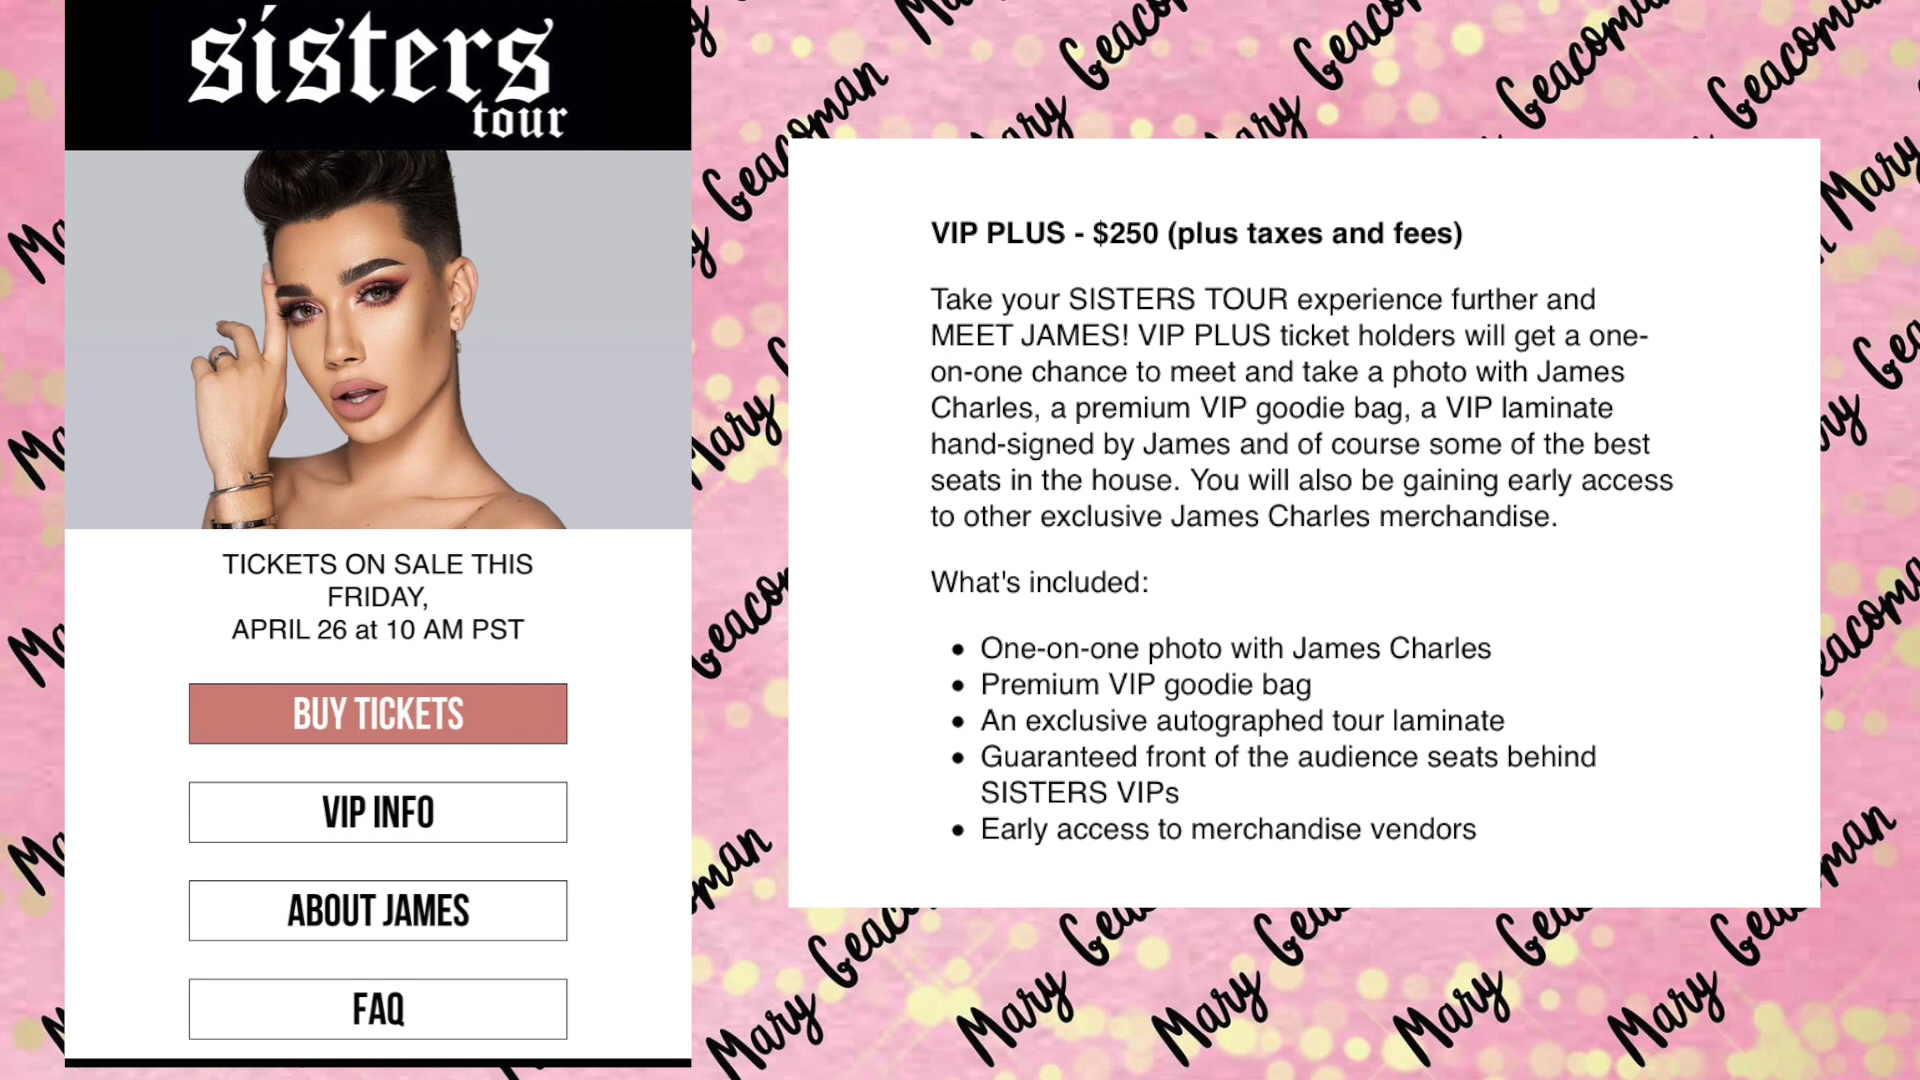 sisters
tour
TICKETS ON SALE THIS
FRIDAY,
APRIL 26 at 10 AM PST
BUY TICKETS
VIP INFO
ABOUT JAMES
FAQ
VIP PLUS - $250 (plus taxes and fees)
Take your SISTERS TOUR experience further and
MEET JAMES! VIP PLUS ticket holders will get a one-
on-one chance to meet and take a photo with James
Charles, a premium VIP goodie bag, a VIP laminate
hand-signed by James and of course some of the best
seats in the house. You will also be gaining early access
to other exclusive James Charles merchandise.
What's included:
• One-on-one photo with James Charles
• Premium VIP goodie bag
• An exclusive autographed tour laminate
• Guaranteed front of the audience seats behind
SISTERS VIPs
• Early access to merchandise vendors
Mary Geacoman